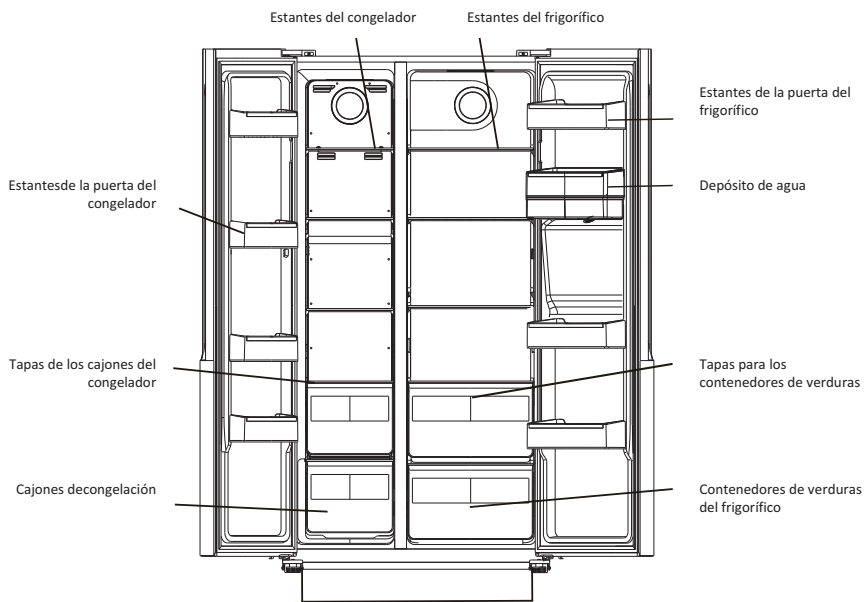 Estantes del congelador
Estantes del frigorífico
Estantes de la puerta del
frigorífico
Estantesde la puerta del
congelador
Depósito de agua
Tapas de los cajones del
congelador
Tapas para los
contenedores de verduras
Cajones decongelación
Contenedores de verduras
del frigorífico